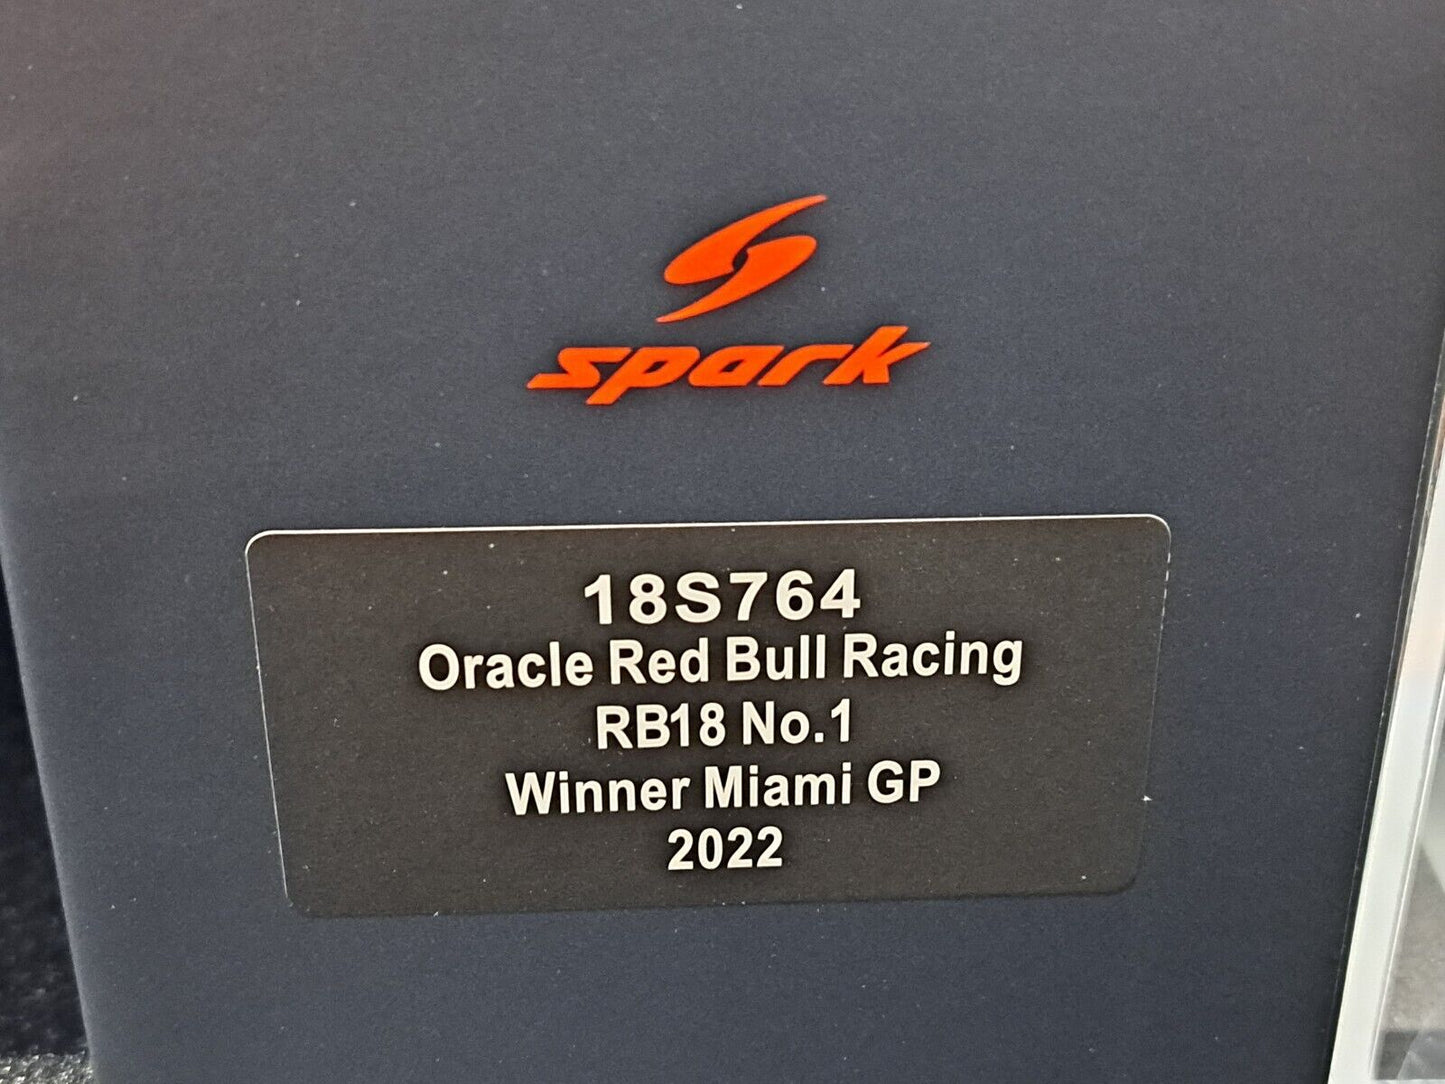 spark
18S764
Oracle Red Bull Racing
RB18 No.1
Winner Miami GP
2022